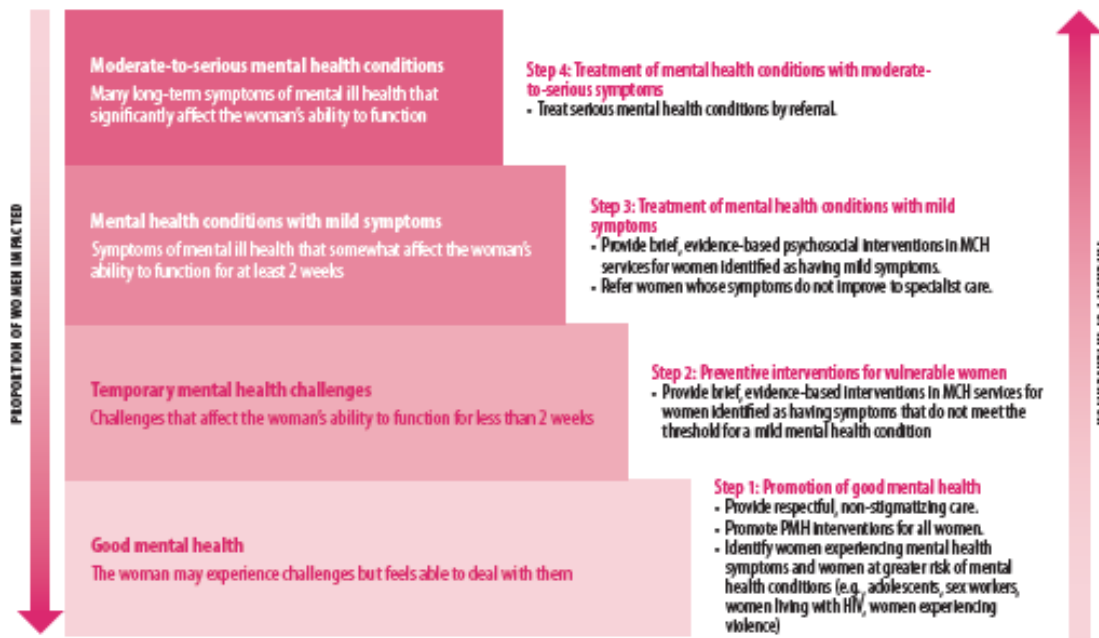 PROPORTION OF WOMEN IMPACTED
Moderate-to-serious mental health conditions
Many long-term symptoms of mental ill health that
significantly affect the woman's ability to function
Step 4: Treatment of mental health conditions with moderate-
to-serious symptoms
- Treat serious mental health conditions by referral.
Mental health conditions with mild symptoms
Symptoms of mental ill health that somewhat affect the woman's
ability to function for at least 2 weeks
Step 3: Treatment of mental health conditions with mild
symptoms
- Provide brief, evidence-based psychosocial interventions in MCH
services for women identified as having mild symptoms.
- Refer women whose symptoms do not improve to specialist care.
Temporary mental health challenges
Challenges that affect the woman's ability to function for less than 2 weeks
Step 2: Preventive interventions for vulnerable women
- Provide brief, evidence-based interventions in MCH services for
women identified as having symptoms that do not meet the
threshold for a mild mental health condition
Good mental health
The woman may experience challenges but feels able to deal with them
Step 1: Promotion of good mental health
- Provide respectful, non-stigmatizing care.
- Promote PMH interventions for all women.
- Identify women experiencing mental health
symptoms and women at greater risk of mental
health conditions (e.g., adolescents, sex workers,
women living with HIV, women experiencing
violence)